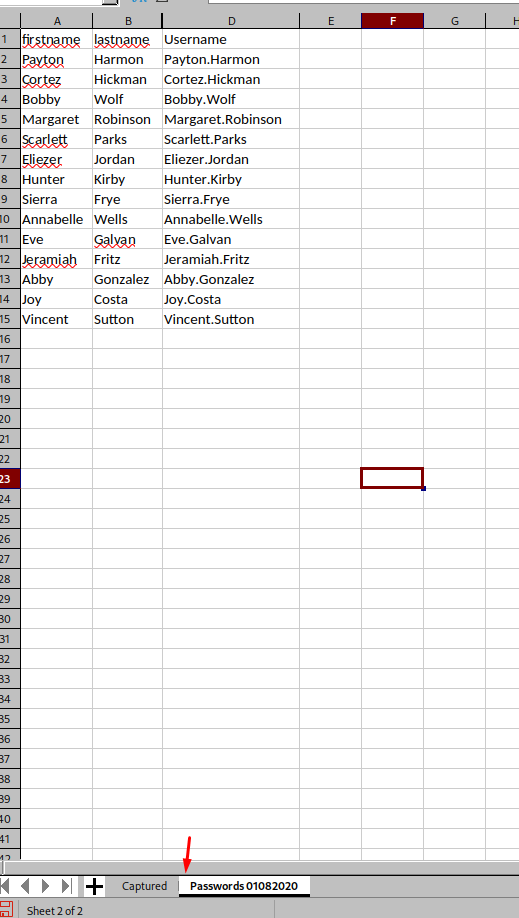 A B D E F G H
1 firstname lastname Username
2 Payton Harmon Payton.Harmon
3 Cortez Hickman Cortez.Hickman
4 Bobby Wolf Bobby.Wolf
5 Margaret Robinson Margaret.Robinson
6 Scarlett Parks Scarlett.Parks
7 Eliezer Jordan Eliezer.Jordan
8 Hunter Kirby Hunter.Kirby
9 Sierra Frye Sierra.Frye
10 Annabelle Wells Annabelle.Wells
11 Eve Galvan Eve.Galvan
12 Jeramiah Fritz Jeramiah.Fritz
13 Abby Gonzalez Abby.Gonzalez
14 Joy Costa Joy.Costa
15 Vincent Sutton Vincent.Sutton
16
17
18
19
20
21
22
23
24
25
26
27
28
29
30
31
32
33
34
35
36
37
38
39
40
41
42
Captured Passwords 01082020
Sheet 2 of 2